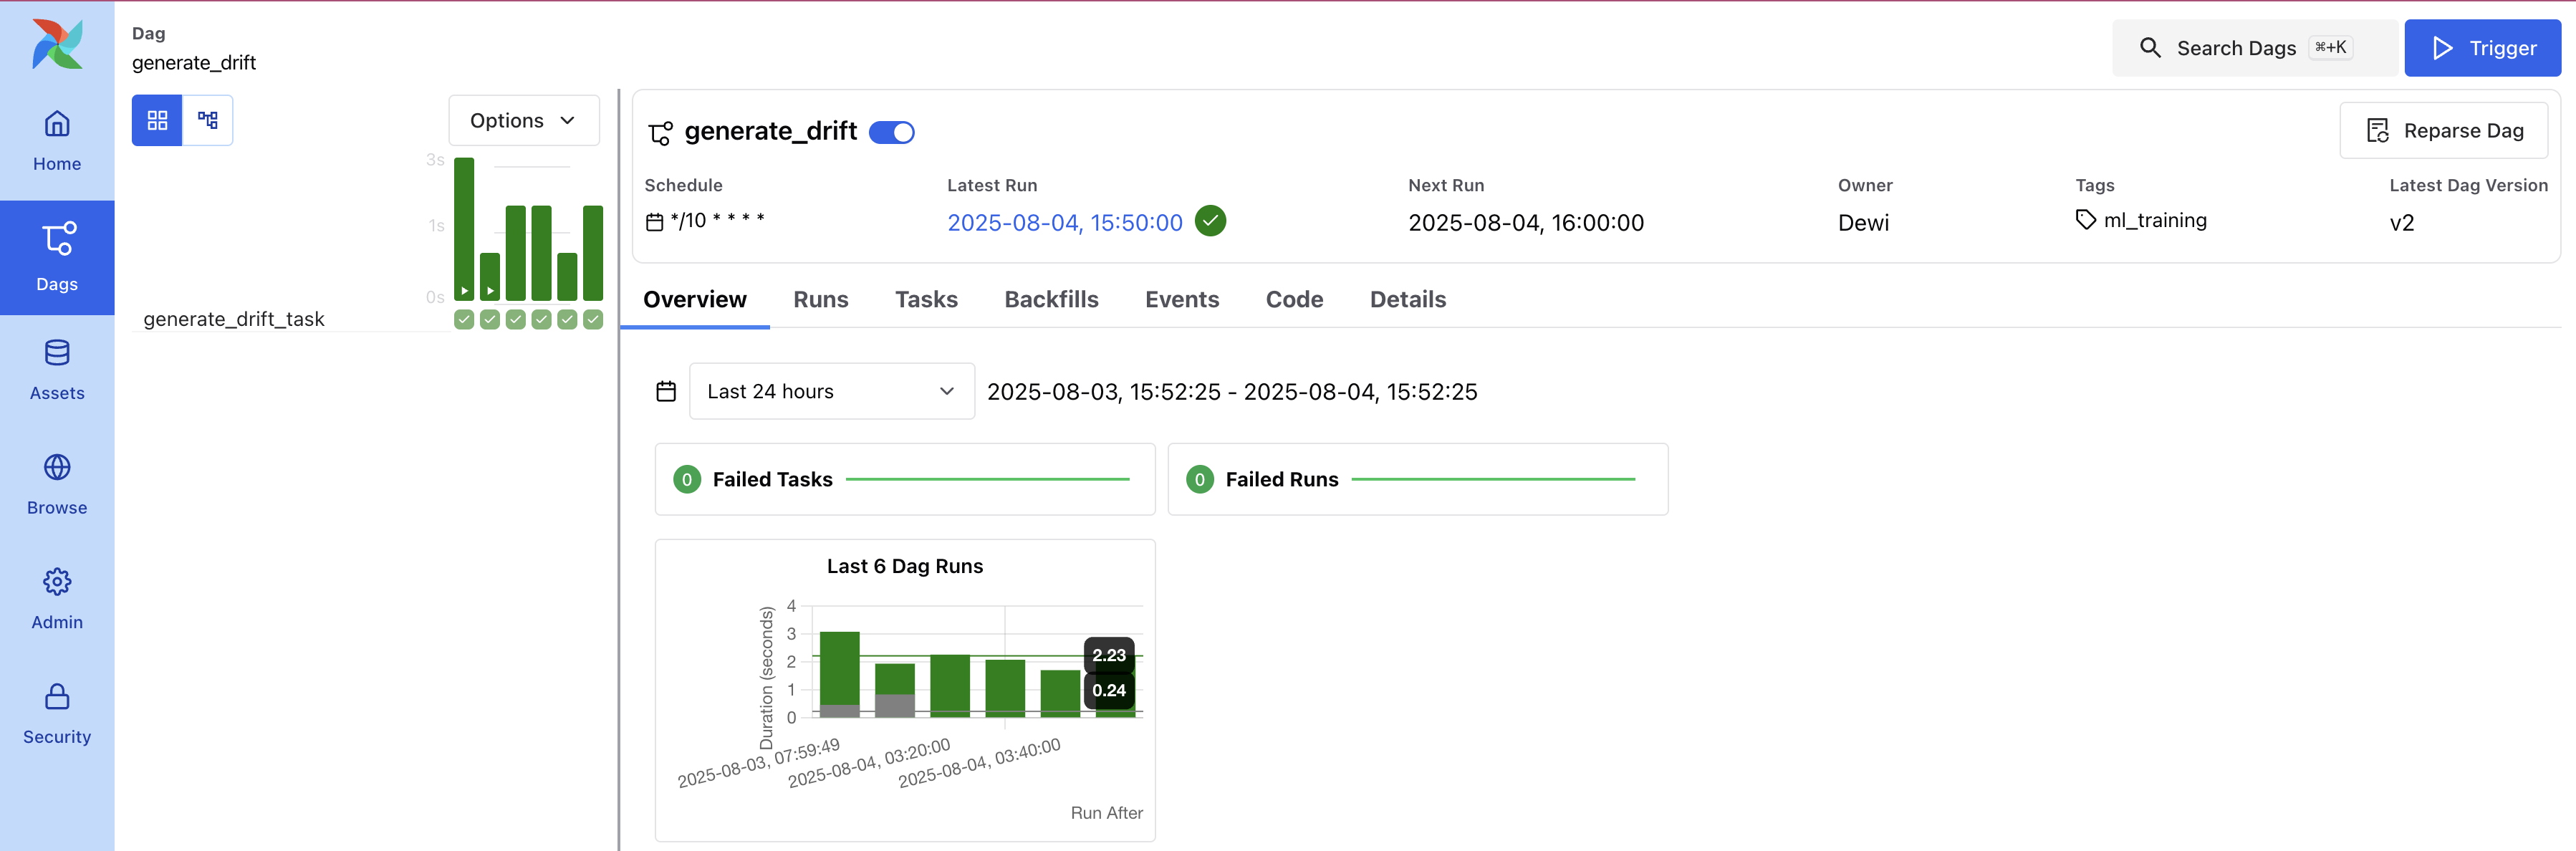 Dag
generate_drift
Search Dags ⌘+K
Trigger
Home
Dags
Assets
Browse
Admin
Security
Options
3s
1s
0s
generate_drift_task
generate_drift
Reparse Dag
Schedule
*/10 * * * *
Latest Run
2025-08-04, 15:50:00
Next Run
2025-08-04, 16:00:00
Owner
Dewi
Tags
ml_training
Latest Dag Version
v2
Overview Runs Tasks Backfills Events Code Details
Last 24 hours 2025-08-03, 15:52:25 - 2025-08-04, 15:52:25
0 Failed Tasks
0 Failed Runs
Last 6 Dag Runs
Duration (seconds)
4
3
2
1
0
2.23
0.24
2025-08-03, 07:59:49
2025-08-04, 03:20:00
2025-08-04, 03:40:00
Run After